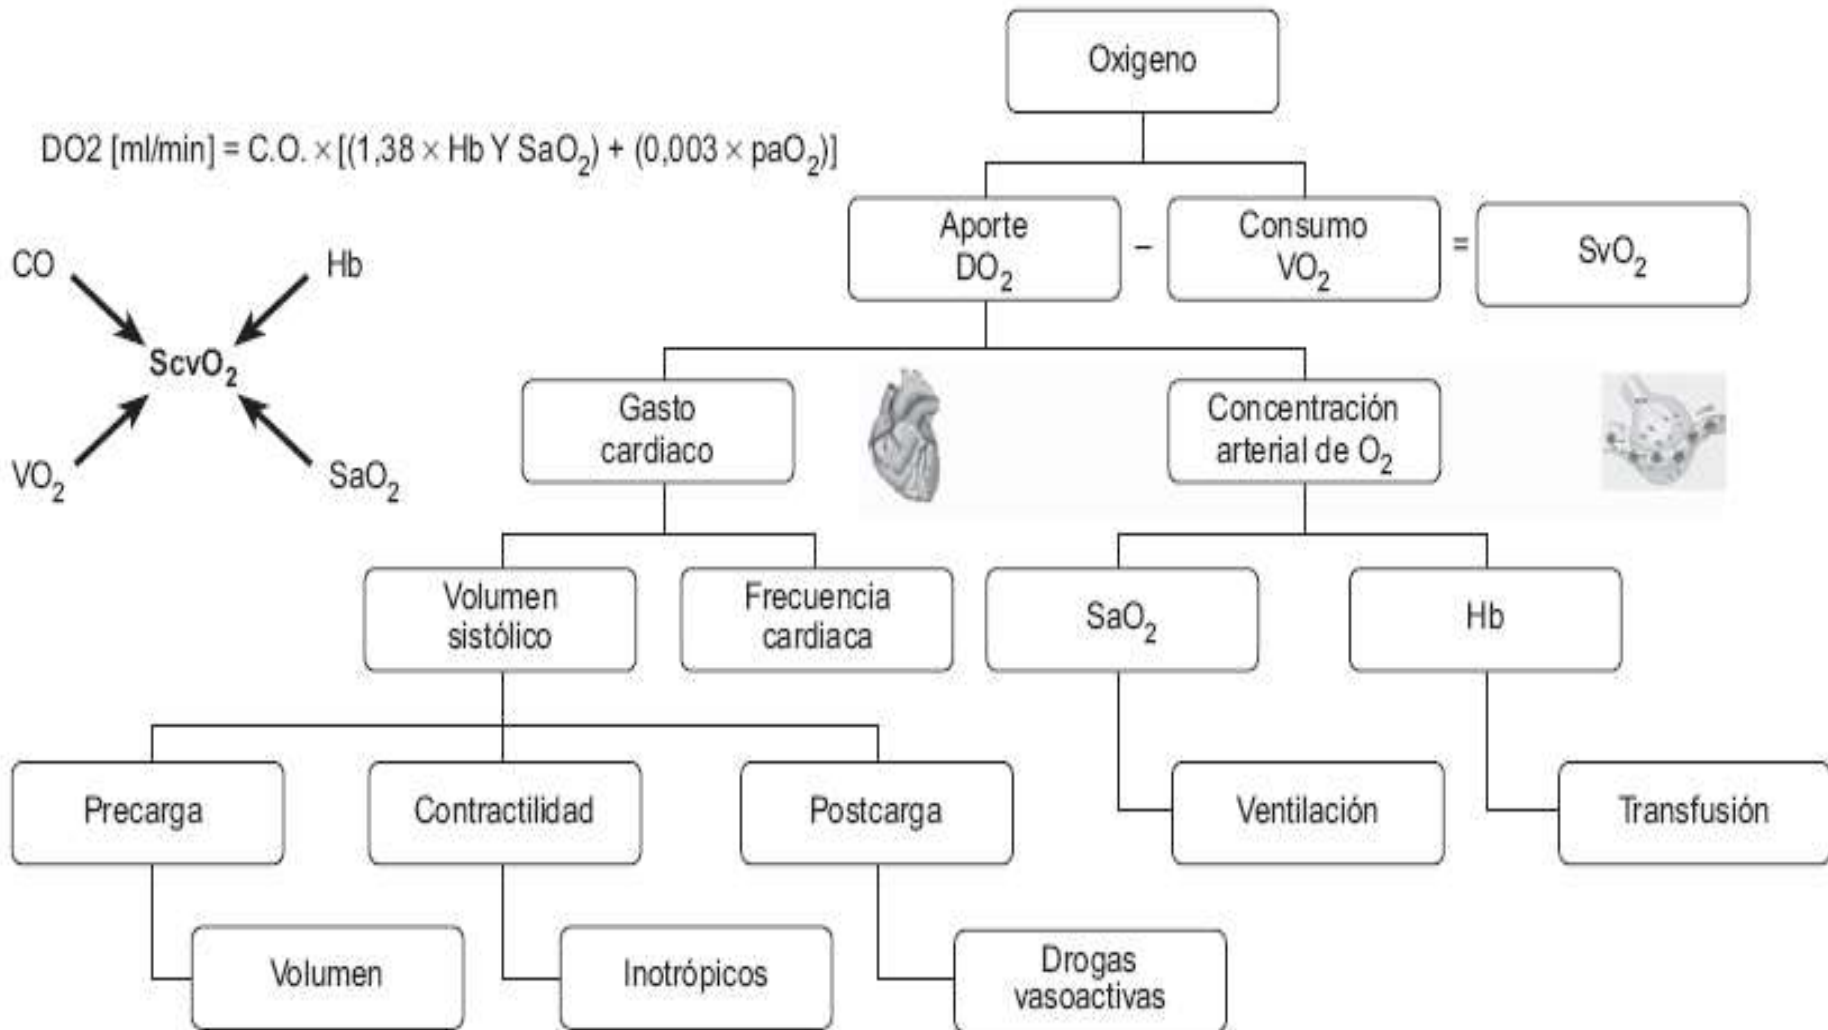 Oxigeno
DO2 [ml/min] = C.O. × [(1,38 × Hb Y SaO₂) + (0,003 × paO₂)]
Aporte
DO₂
–
Consumo
VO₂
=
SvO₂
CO
Hb
ScvO₂
VO₂
SaO₂
Gasto
cardiaco
Concentración
arterial de O₂
Volumen
sistólico
Frecuencia
cardiaca
SaO₂
Hb
Precarga
Contractilidad
Postcarga
Ventilación
Transfusión
Volumen
Inotrópicos
Drogas
vasoactivas